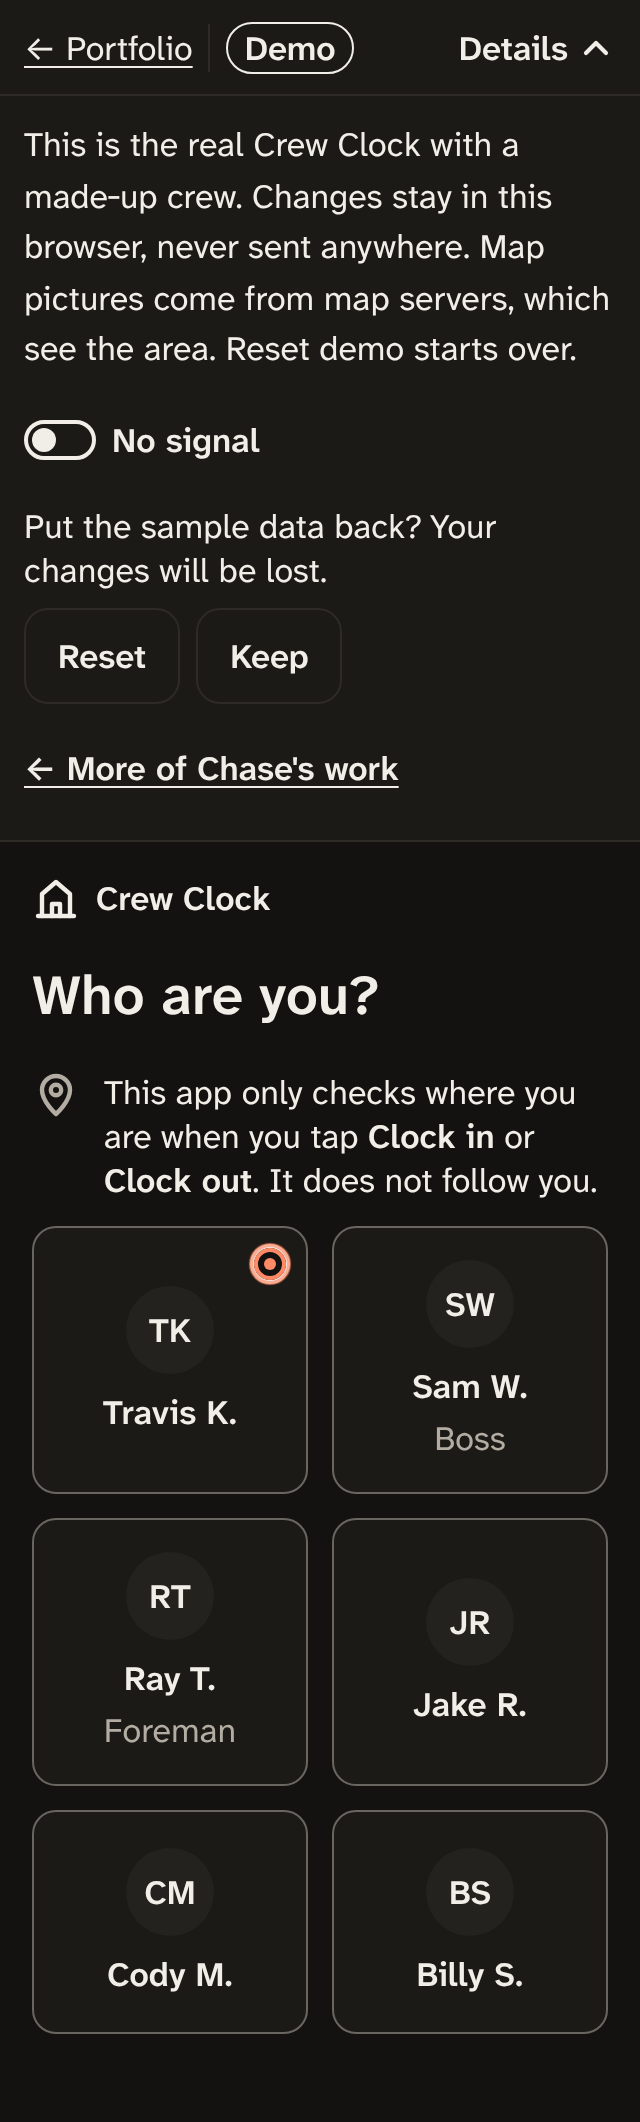 ← Portfolio
Demo
Details
This is the real Crew Clock with a
made-up crew. Changes stay in this
browser, never sent anywhere. Map
pictures come from map servers, which
see the area. Reset demo starts over.
No signal
Put the sample data back? Your
changes will be lost.
Reset
Keep
← More of Chase's work
Crew Clock
Who are you?
This app only checks where you
are when you tap Clock in or
Clock out. It does not follow you.
TK
Travis K.
SW
Sam W.
Boss
RT
Ray T.
Foreman
JR
Jake R.
CM
Cody M.
BS
Billy S.